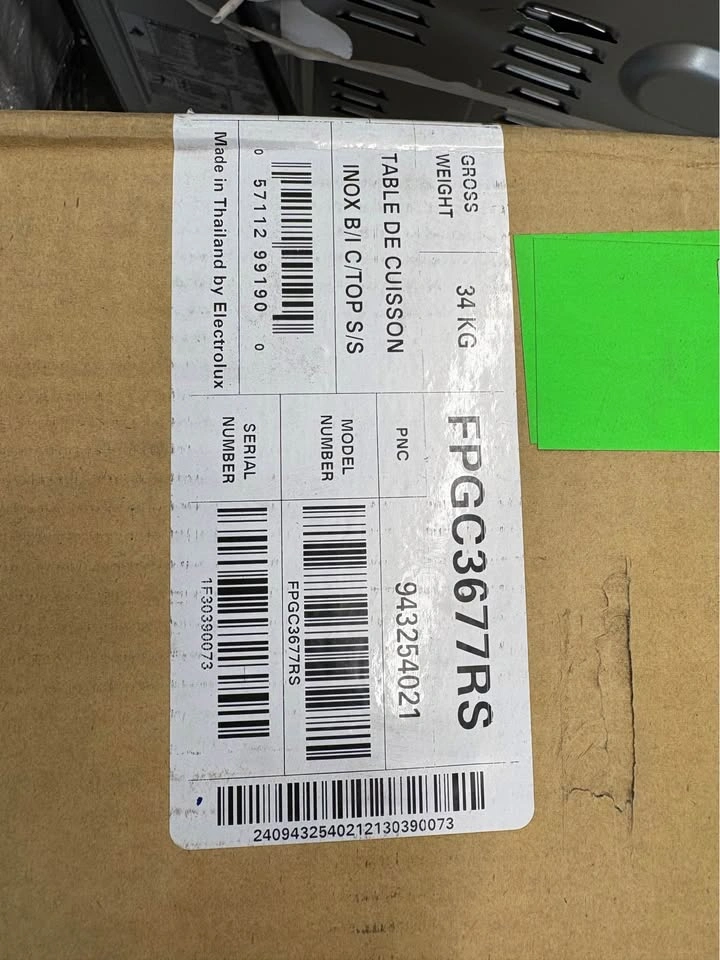 GROSS
WEIGHT
34 KG
FPGC3677RS
TABLE DE CUISSON
INOX B/I C/TOP S/S
PNC
943254021
0 57112 99190 0
MODEL
NUMBER
FPGC3677RS
Made in Thailand by Electrolux
SERIAL
NUMBER
1F30390073
2409432540212130390073